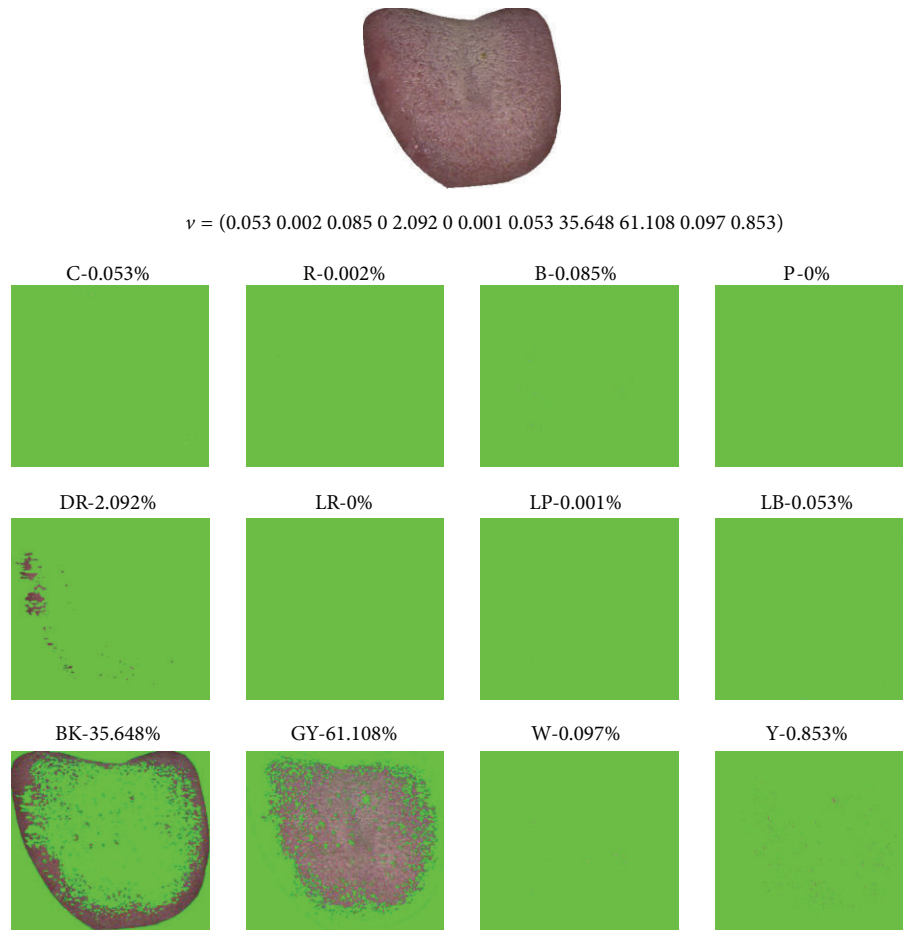 v = (0.053 0.002 0.085 0 2.092 0 0.001 0.053 35.648 61.108 0.097 0.853)
C-0.053% R-0.002% B-0.085% P-0%
DR-2.092% LR-0% LP-0.001% LB-0.053%
BK-35.648% GY-61.108% W-0.097% Y-0.853%